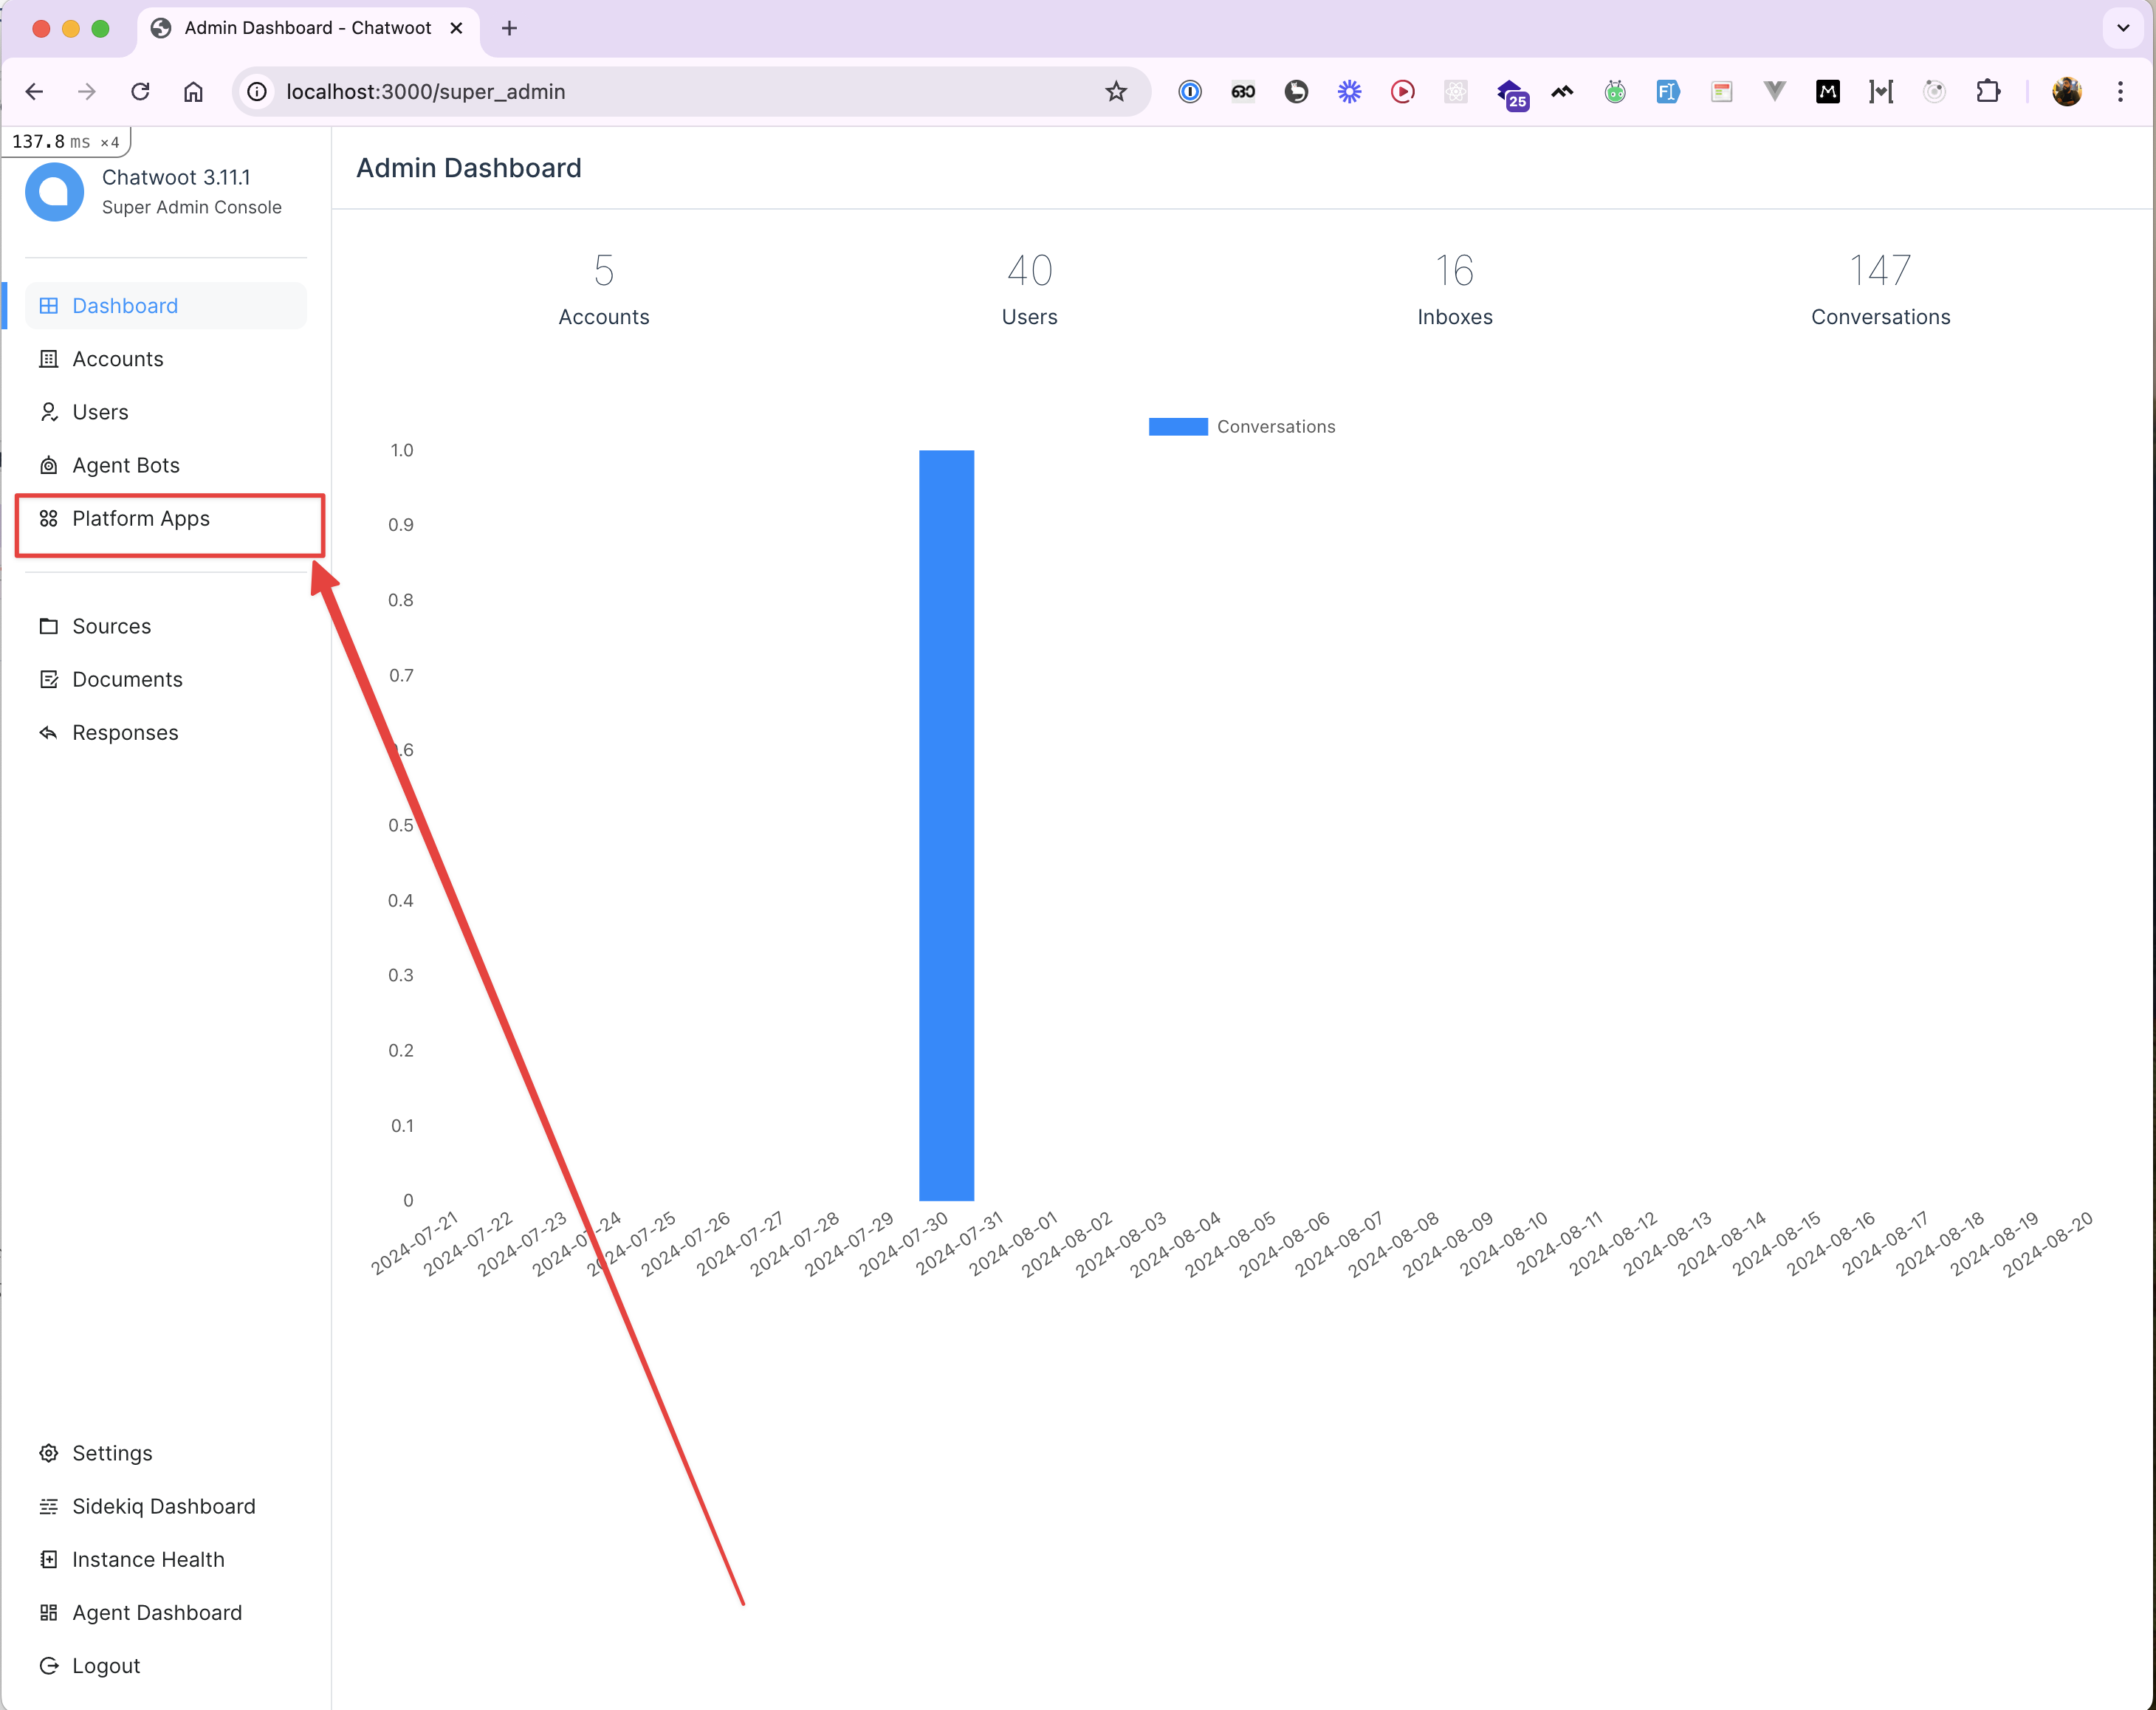 Admin Dashboard - Chatwoot
localhost:3000/super_admin
25
137.8 ms ×4
Chatwoot 3.11.1
Super Admin Console
Dashboard
Accounts
Users
Agent Bots
Platform Apps
Sources
Documents
Responses
Settings
Sidekiq Dashboard
Instance Health
Agent Dashboard
Logout
Admin Dashboard
5
Accounts
40
Users
16
Inboxes
147
Conversations
Conversations
1.0
0.9
0.8
0.7
0.6
0.5
0.4
0.3
0.2
0.1
0
2024-07-21
2024-07-22
2024-07-23
2024-07-24
2024-07-25
2024-07-26
2024-07-27
2024-07-28
2024-07-29
2024-07-30
2024-07-31
2024-08-01
2024-08-02
2024-08-03
2024-08-04
2024-08-05
2024-08-06
2024-08-07
2024-08-08
2024-08-09
2024-08-10
2024-08-11
2024-08-12
2024-08-13
2024-08-14
2024-08-15
2024-08-16
2024-08-17
2024-08-18
2024-08-19
2024-08-20